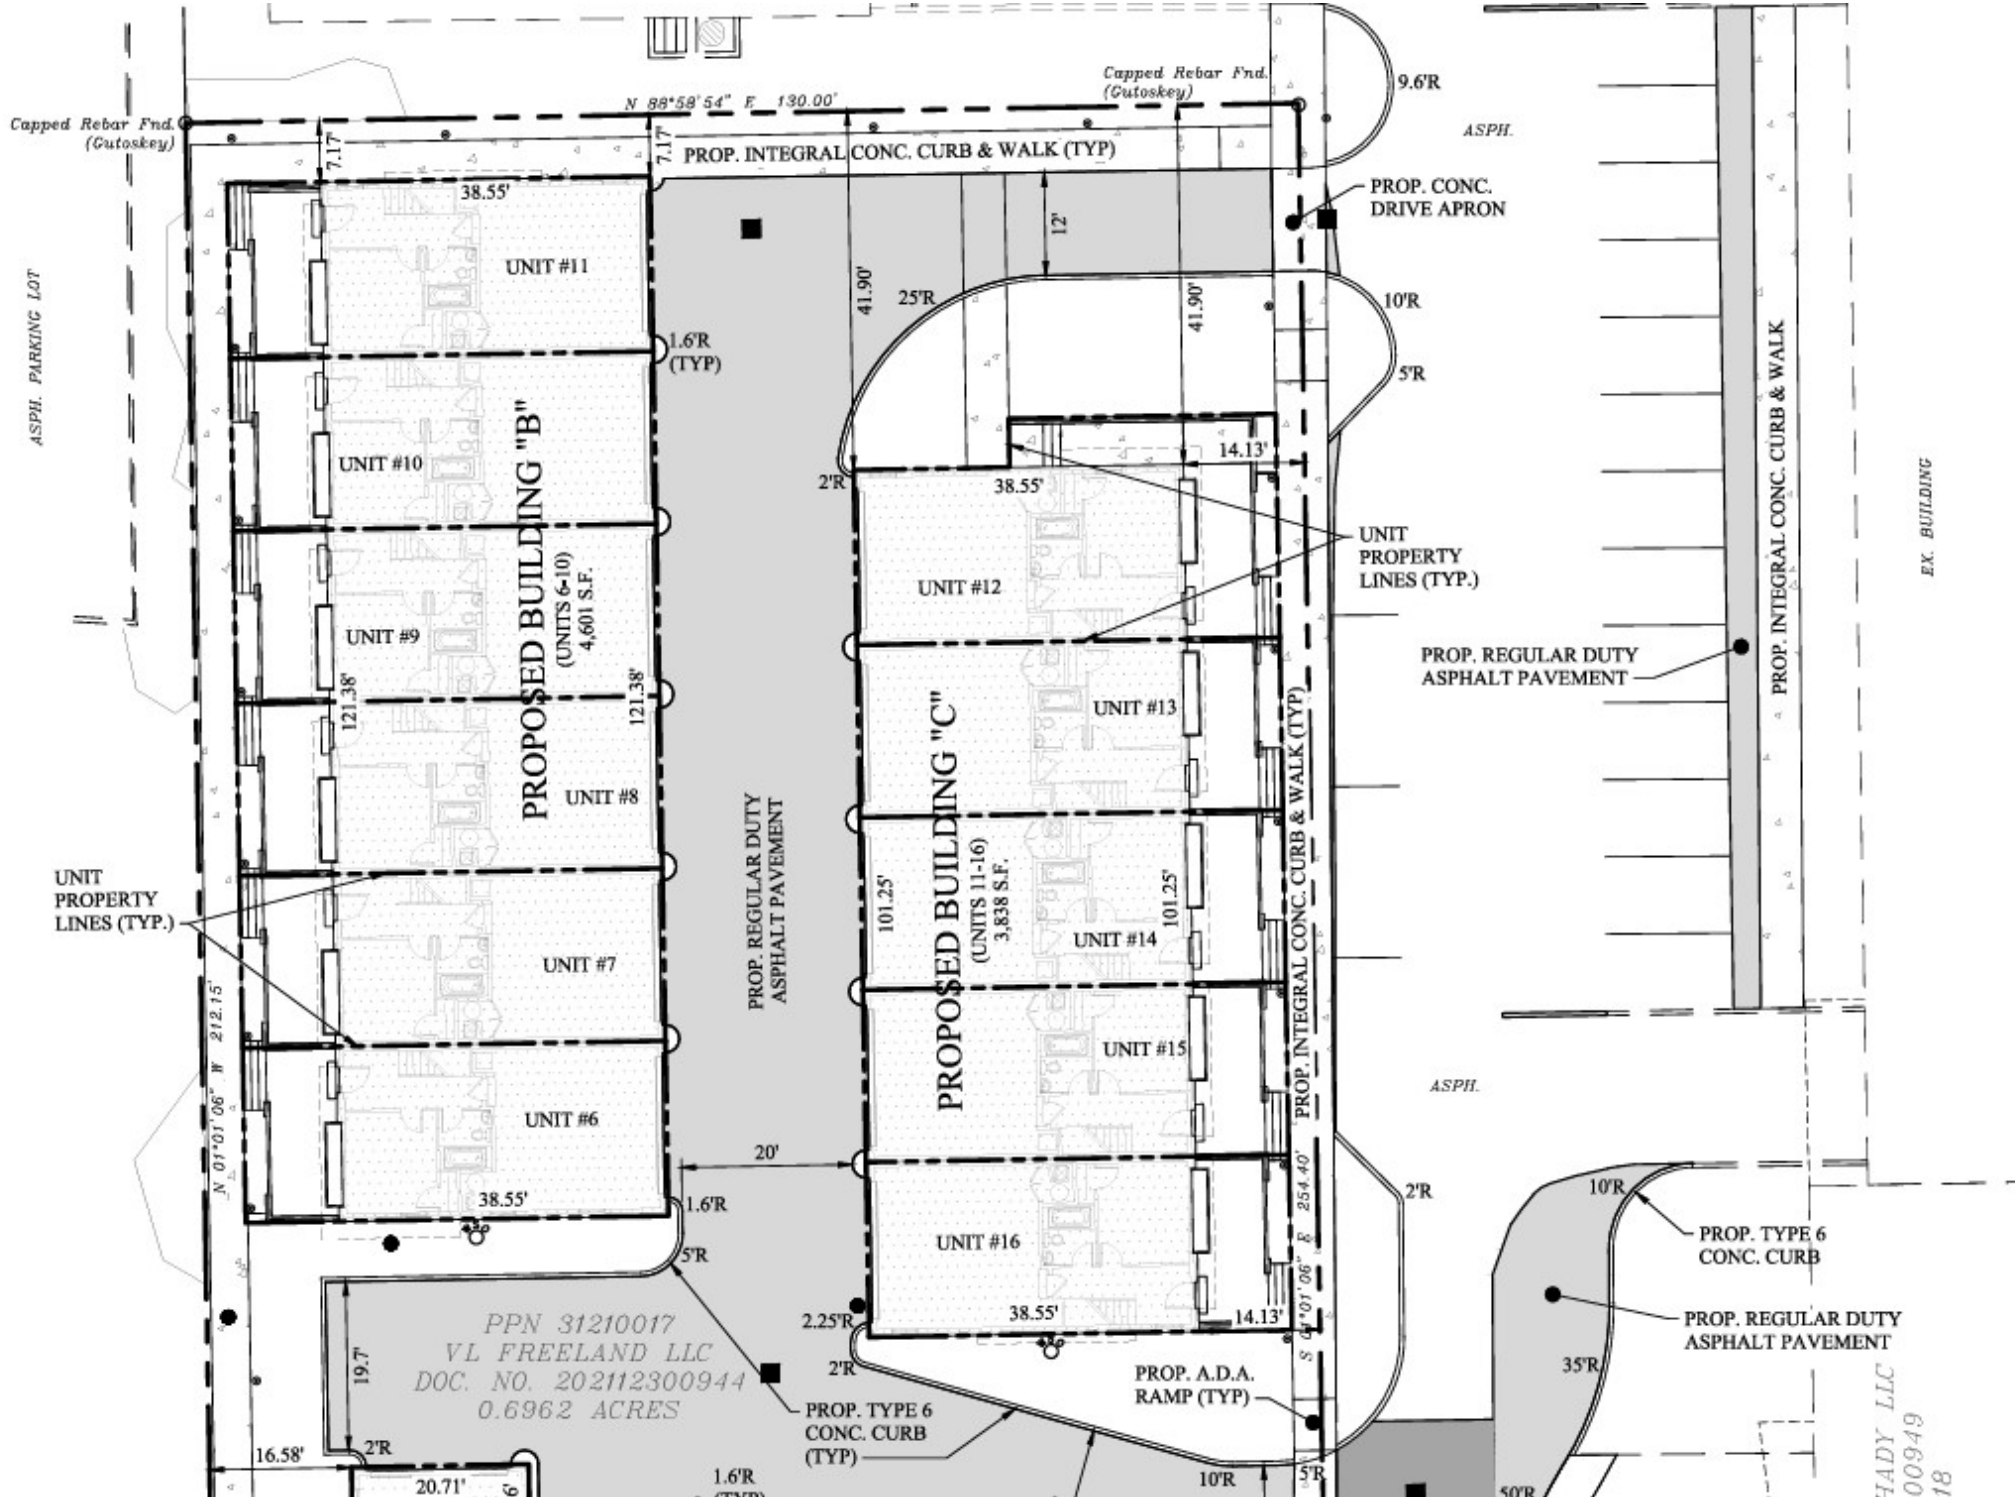 Capped Rebar Fnd.
(Gutoskey)
N 88°58'54" E 130.00'
Capped Rebar Fnd.
(Gutoskey)
9.6'R
ASPH.
7.17'
7.17'
PROP. INTEGRAL CONC. CURB & WALK (TYP)
PROP. CONC.
DRIVE APRON
38.55'
12'
UNIT #11
41.90'
25'R
41.90'
10'R
ASPH. PARKING LOT
1.6'R
(TYP)
5'R
PROP. INTEGRAL CONC. CURB & WALK
UNIT #10
2'R
38.55'
14.13'
EX. BUILDING
PROPOSED BUILDING "B"
(UNITS 6-10)
4,601 S.F.
UNIT
PROPERTY
LINES (TYP.)
UNIT #12
UNIT #9
121.38'
121.38'
PROP. REGULAR DUTY
ASPHALT PAVEMENT
UNIT #13
UNIT #8
PROP. REGULAR DUTY
ASPHALT PAVEMENT
PROPOSED BUILDING "C"
(UNITS 11-16)
3,838 S.F.
101.25'
101.25'
PROP. INTEGRAL CONC. CURB & WALK (TYP)
UNIT
PROPERTY
LINES (TYP.)
UNIT #14
UNIT #7
N 01°01'06" W 212.15'
UNIT #15
ASPH.
UNIT #6
20'
S 01°01'06" E 254.40'
38.55'
1.6'R
2'R
10'R
PROP. TYPE 6
CONC. CURB
UNIT #16
5'R
38.55'
14.13'
2.25'R
PROP. REGULAR DUTY
ASPHALT PAVEMENT
PPN 31210017
VL FREELAND LLC
DOC. NO. 202112300944
0.6962 ACRES
19.7'
2'R
35'R
PROP. A.D.A.
RAMP (TYP)
PROP. TYPE 6
CONC. CURB
(TYP)
HADY LLC
00949
18
16.58'
2'R
20.71'
1.6'R
(TYP)
10'R
5'R
50'R